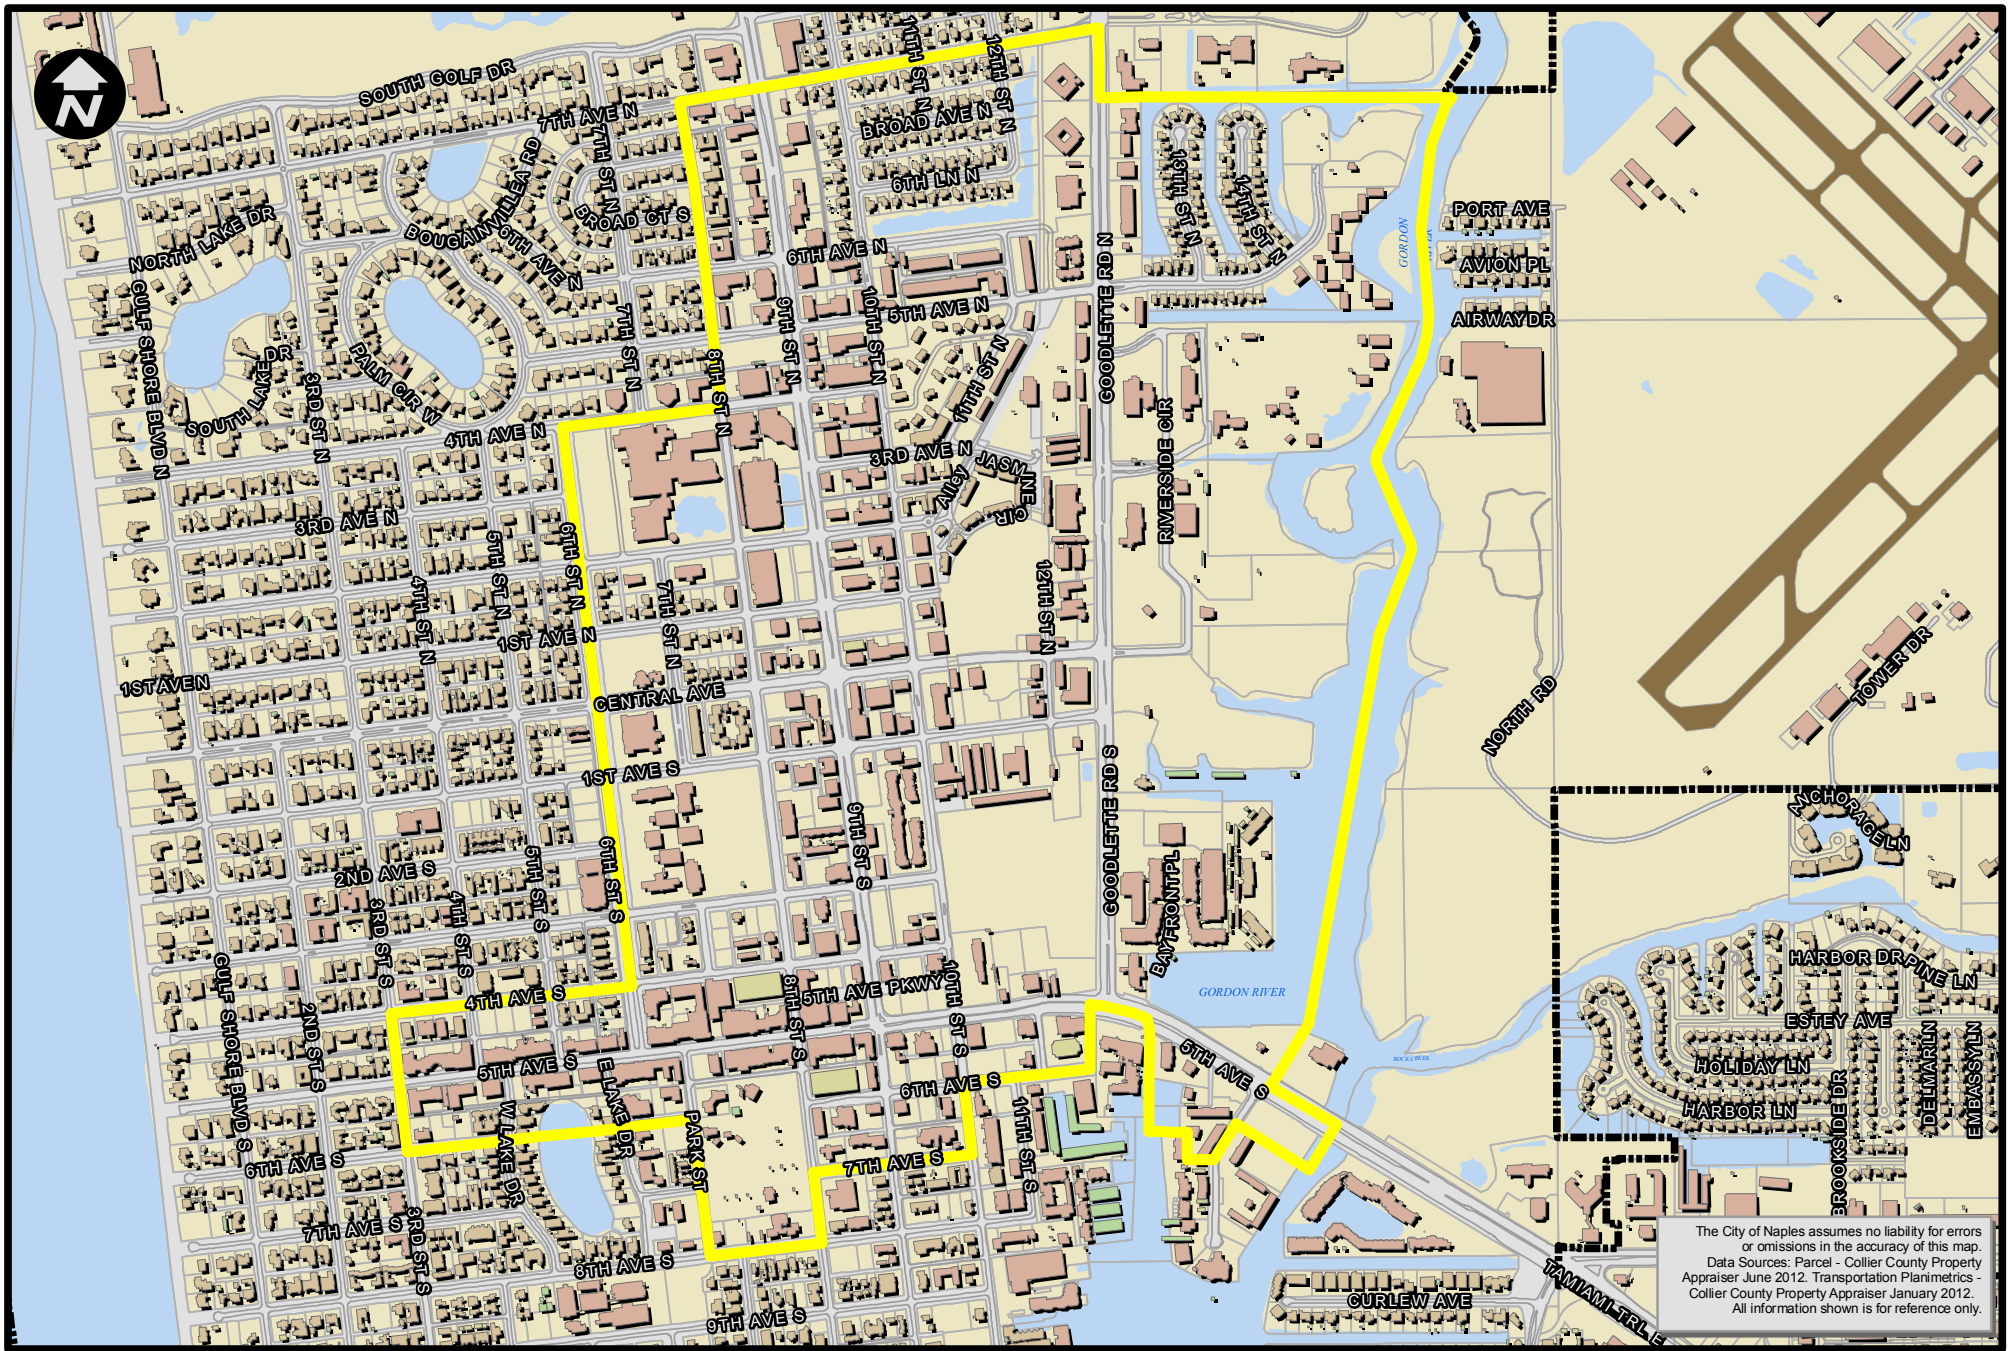 N
SOUTH GOLF DR
11TH ST N
12TH ST N
7TH AVE N
BROAD AVE N
7TH ST N
6TH LN N
13TH ST N
14TH ST N
BOUGAINVILLEA RD
BROAD CT S
NORTH LAKE DR
6TH AVE N
6TH AVE N
GORDON
PORT AVE
AVION PL
AIRWAY DR
GULF SHORE BLVD N
7TH ST N
9TH ST N
10TH ST N
5TH AVE N
GOODLETTE RD N
SOUTH LAKE DR
PALM CIR W
3RD ST N
8TH ST N
11TH ST N
4TH AVE N
3RD AVE N
JASMINE CIR
Alley
RIVERSIDE CIR
3RD AVE N
5TH ST N
6TH ST N
4TH ST N
7TH ST N
12TH ST N
1ST AVE N
1ST AVE N
CENTRAL AVE
TOWER DR
NORTH RD
1ST AVE S
GOODLETTE RD S
9TH ST S
6TH ST S
5TH ST S
2ND AVE S
4TH ST S
3RD ST S
BAYFRONT PL
ANCHORAGE LN
HARBOR DR
PINE LN
GORDON RIVER
GULF SHORE BLVD S
2ND ST S
4TH AVE S
8TH ST S
5TH AVE PKWY
10TH ST S
ESTEY AVE
DELMAR LN
EMBASSY LN
HOLIDAY LN
HARBOR LN
BROOKSIDE DR
ROCK CREEK
5TH AVE S
5TH AVE S
E LAKE DR
W LAKE DR
6TH AVE S
11TH ST S
PARK ST
6TH AVE S
7TH AVE S
7TH AVE S
3RD ST S
8TH AVE S
9TH AVE S
CURLEW AVE
TAMIAMI TRL E
The City of Naples assumes no liability for errors
or omissions in the accuracy of this map.
Data Sources: Parcel - Collier County Property
Appraiser June 2012. Transportation Planimetrics -
Collier County Property Appraiser January 2012.
All information shown is for reference only.